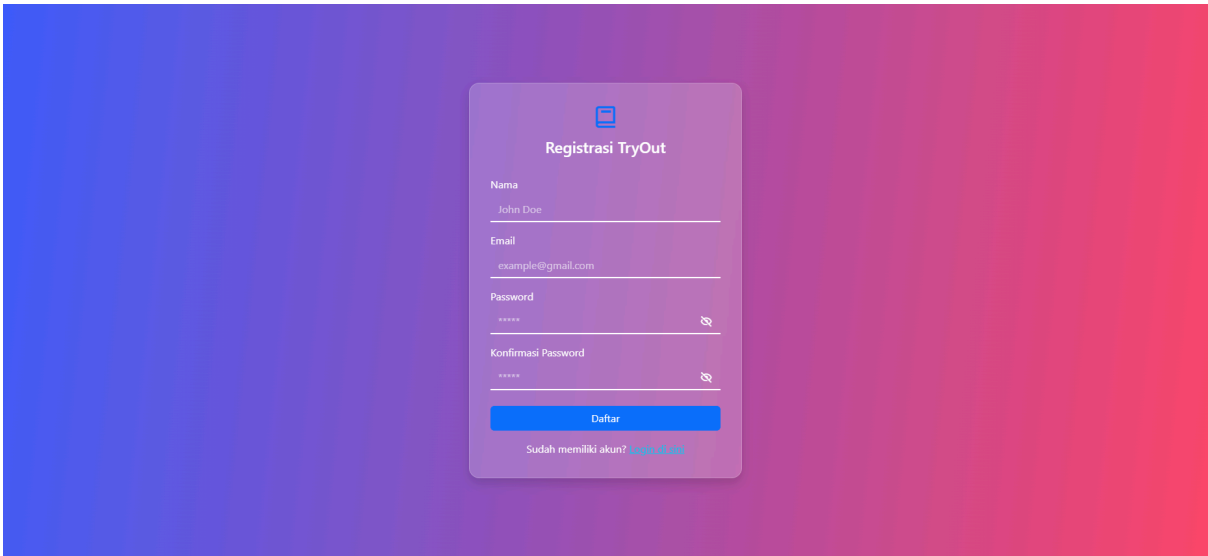 Registrasi TryOut
Nama
John Doe
Email
example@gmail.com
Password
*****
Konfirmasi Password
*****
Daftar
Sudah memiliki akun?